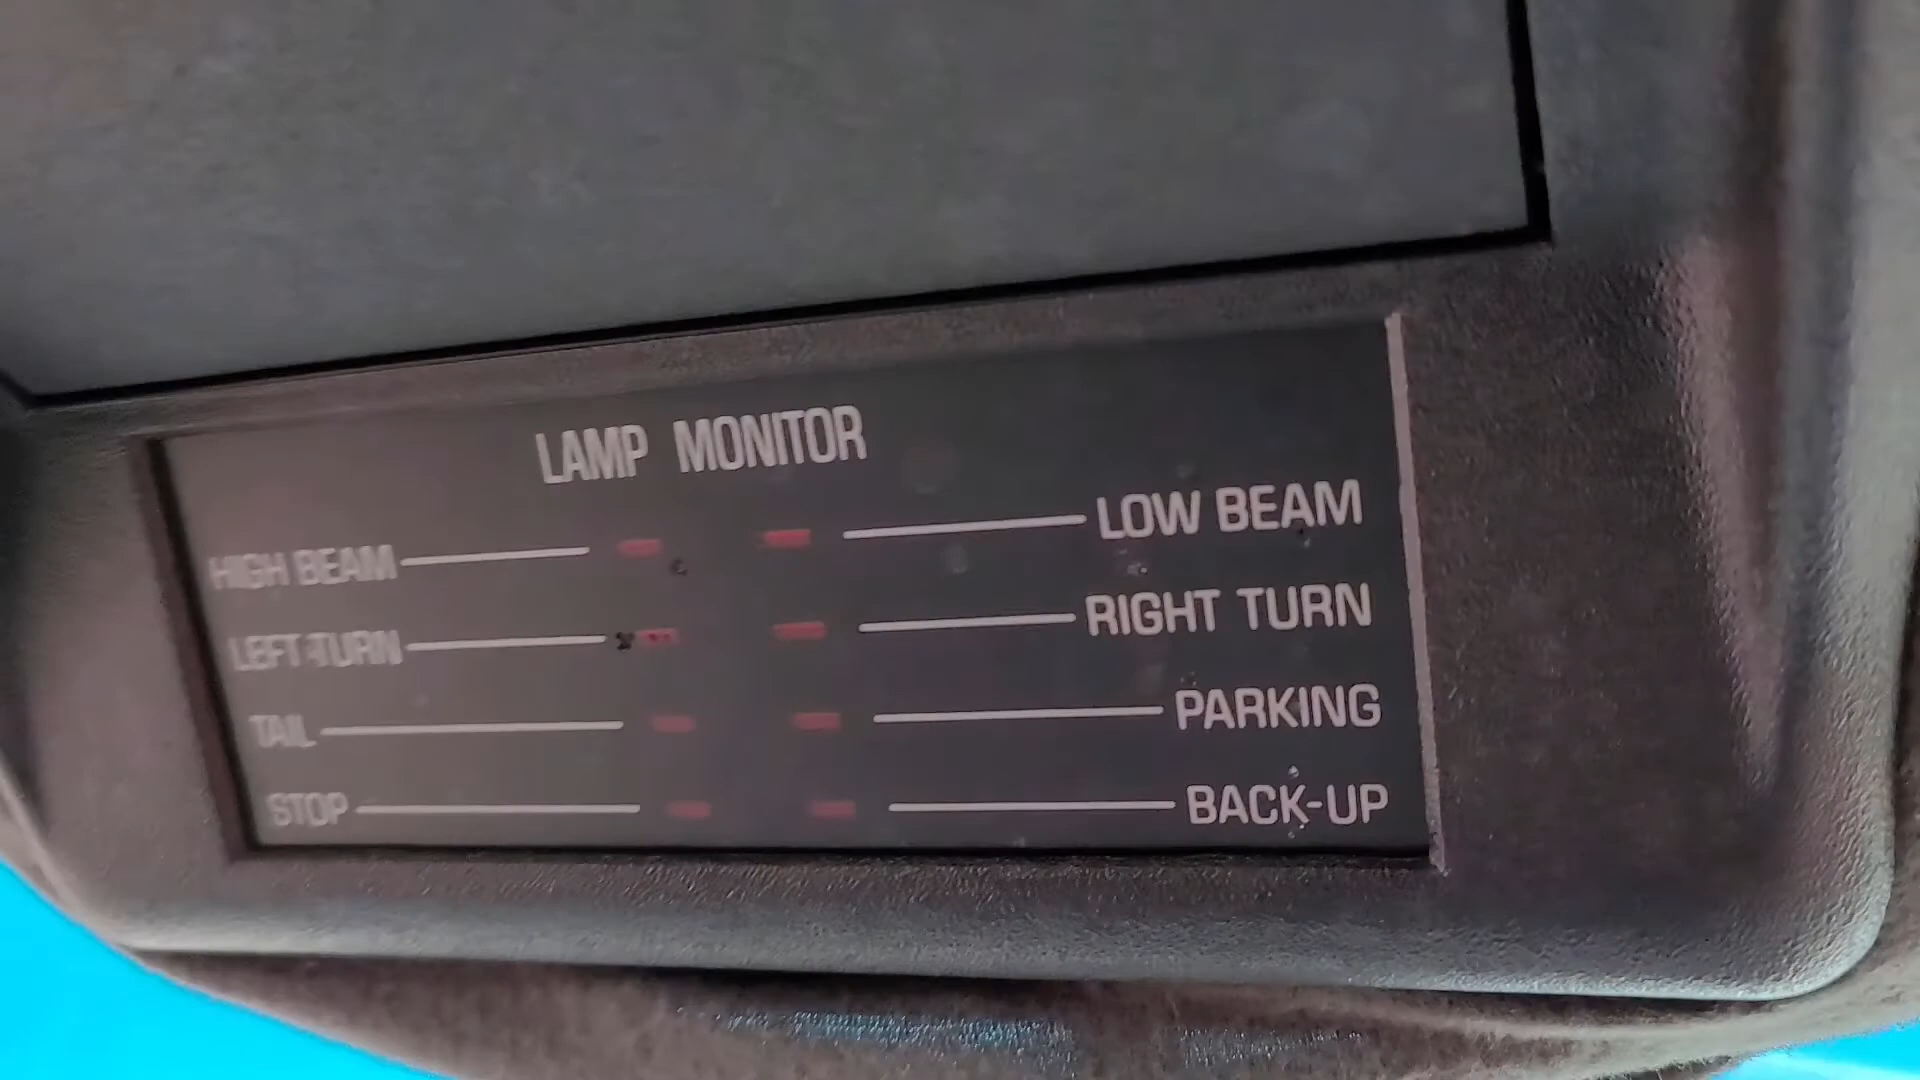 LAMP MONITOR
HIGH BEAM LOW BEAM
LEFT TURN RIGHT TURN
TAIL PARKING
STOP BACK-UP